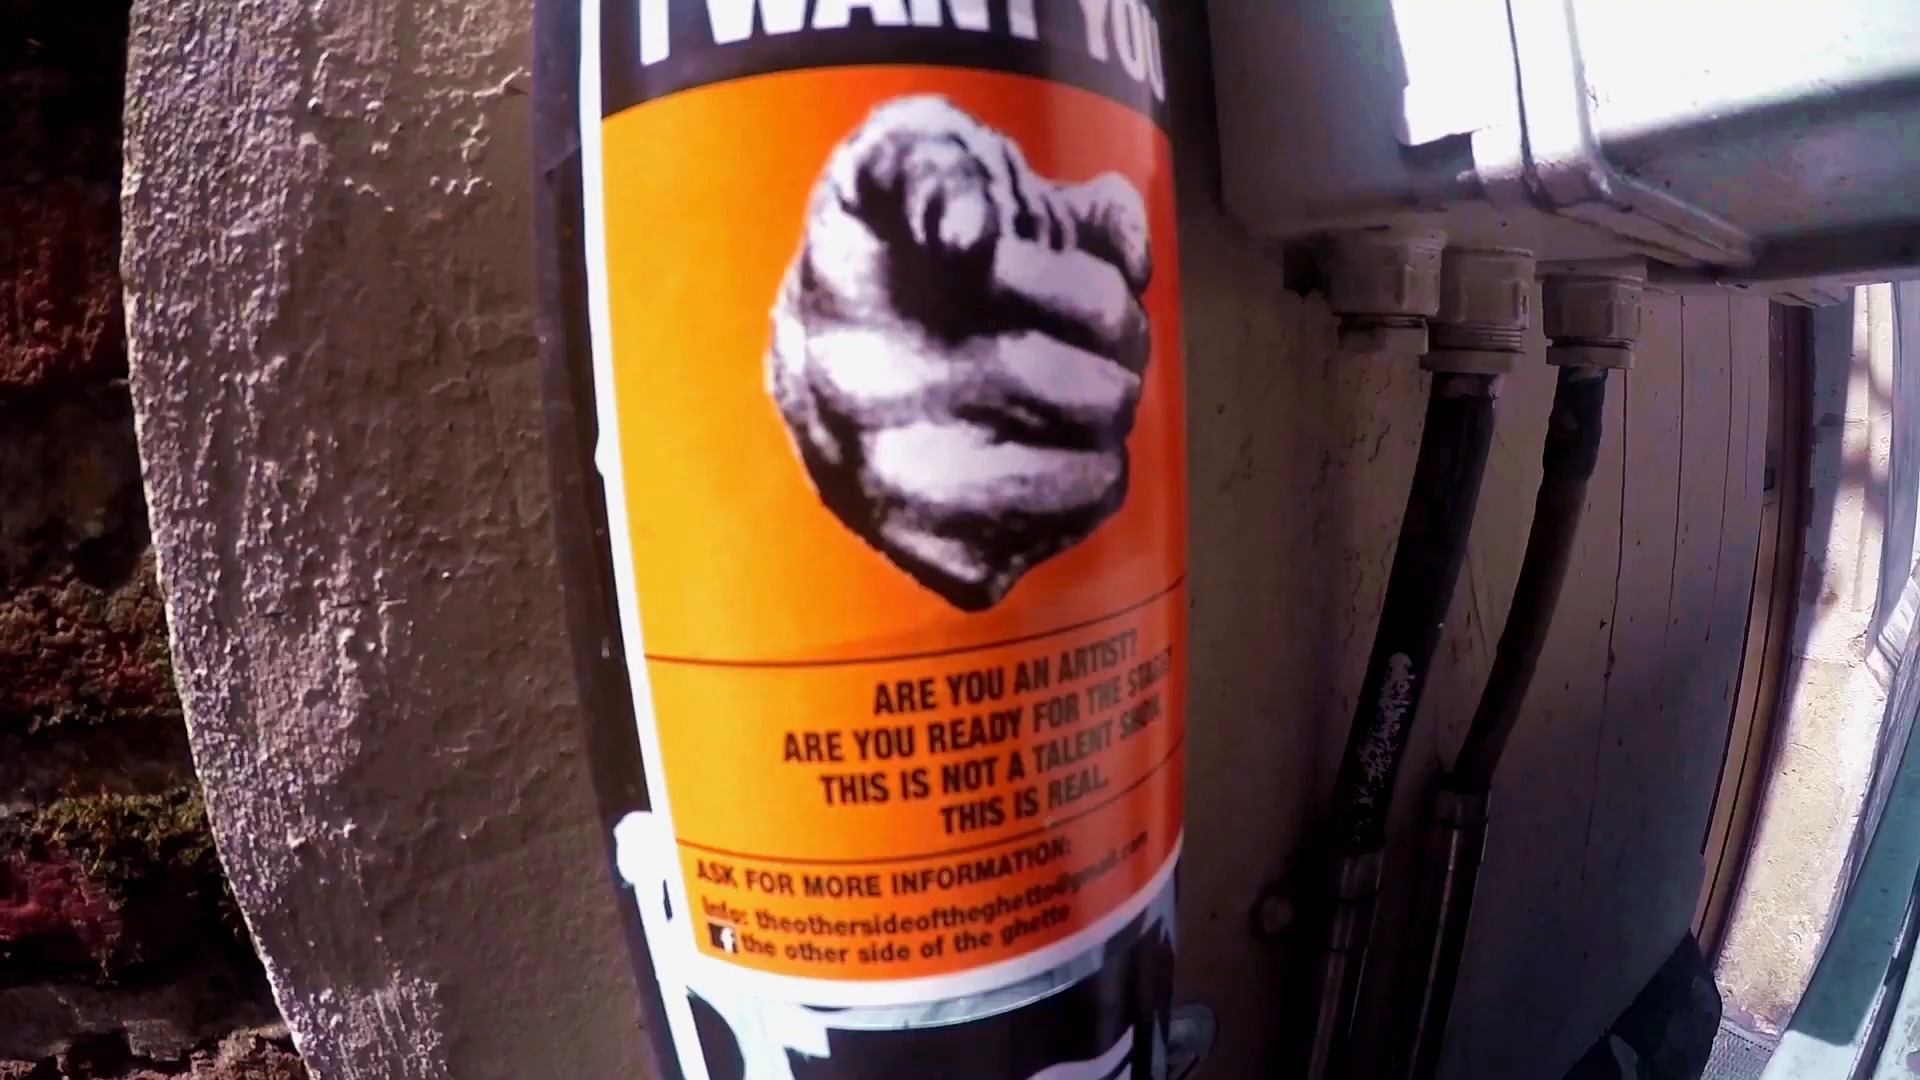 I WANT YOU
ARE YOU AN ARTIST?
ARE YOU READY FOR THE STAGE?
THIS IS NOT A TALENT SHOW
THIS IS REAL.
ASK FOR MORE INFORMATION:
Info: theothersideoftheghetto@gmail.com
the other side of the ghetto